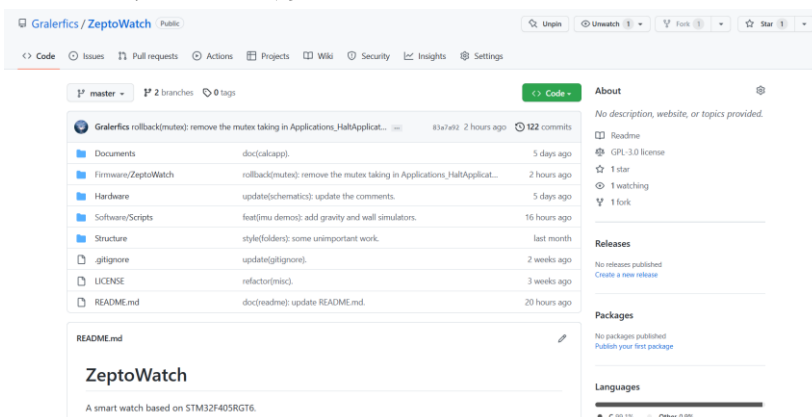 Gralerfics / ZeptoWatch Public
Unpin
Unwatch 1
Fork 1
Star 1
Code
Issues
Pull requests
Actions
Projects
Wiki
Security
Insights
Settings
master
2 branches
0 tags
Code
Gralerfics rollback(mutex): remove the mutex taking in Applications_HaltApplicat... 83a7a92 2 hours ago 122 commits
Documents doc(calcapp). 5 days ago
Firmware/ZeptoWatch rollback(mutex): remove the mutex taking in Applications_HaltApplicat... 2 hours ago
Hardware update(schematics): update the comments. 5 days ago
Software/Scripts feat(imu demos): add gravity and wall simulators. 16 hours ago
Structure style(folders): some unimportant work. last month
.gitignore update(gitignore). 2 weeks ago
LICENSE refactor(misc). 3 weeks ago
README.md doc(readme): update README.md. 20 hours ago
README.md
ZeptoWatch
A smart watch based on STM32F405RGT6.
About
No description, website, or topics provided.
Readme
GPL-3.0 license
1 star
1 watching
1 fork
Releases
No releases published
Create a new release
Packages
No packages published
Publish your first package
Languages